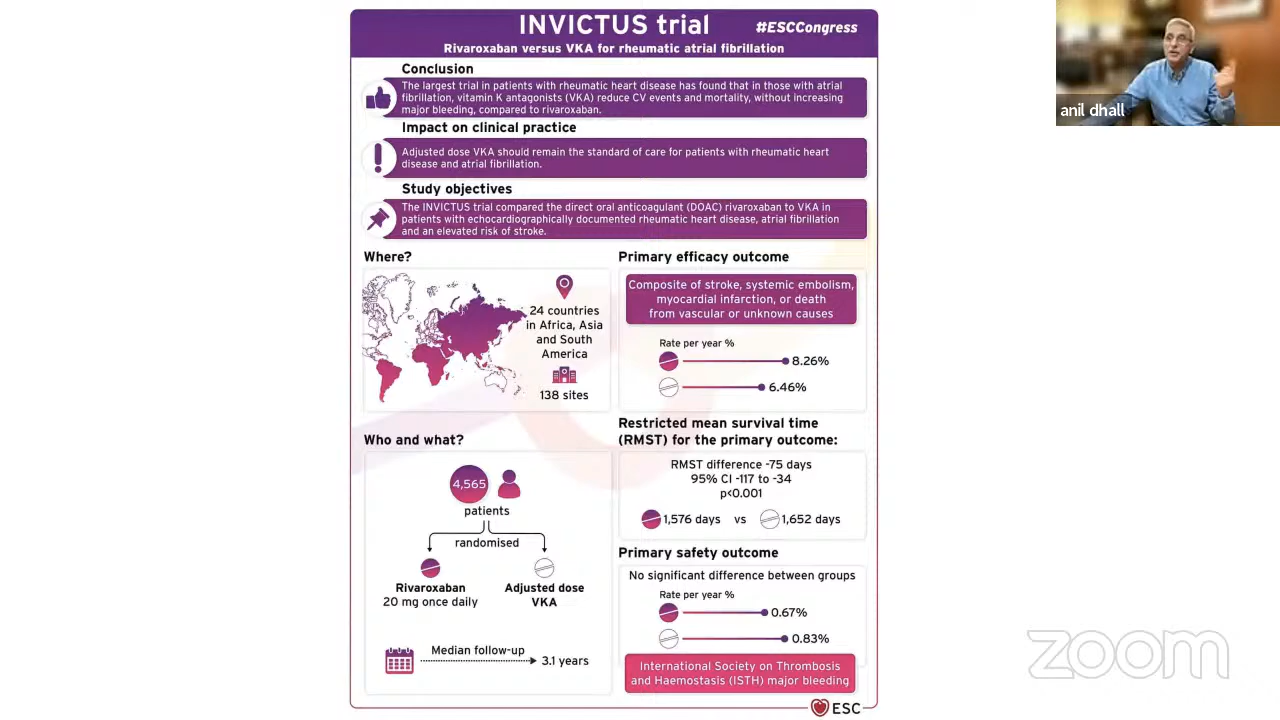 INVICTUS trial
#ESCCongress
Rivaroxaban versus VKA for rheumatic atrial fibrillation
Conclusion
The largest trial in patients with rheumatic heart disease has found that in those with atrial
fibrillation, vitamin K antagonists (VKA) reduce CV events and mortality, without increasing
major bleeding, compared to rivaroxaban.
Impact on clinical practice
Adjusted dose VKA should remain the standard of care for patients with rheumatic heart
disease and atrial fibrillation.
Study objectives
The INVICTUS trial compared the direct oral anticoagulant (DOAC) rivaroxaban to VKA in
patients with echocardiographically documented rheumatic heart disease, atrial fibrillation
and an elevated risk of stroke.
Where?
24 countries
in Africa, Asia
and South
America
138 sites
Primary efficacy outcome
Composite of stroke, systemic embolism,
myocardial infarction, or death
from vascular or unknown causes
Rate per year %
8.26%
6.46%
Who and what?
4,565
patients
randomised
Rivaroxaban
20 mg once daily
Adjusted dose
VKA
Median follow-up
3.1 years
Restricted mean survival time
(RMST) for the primary outcome:
RMST difference -75 days
95% CI -117 to -34
p<0.001
1,576 days vs 1,652 days
Primary safety outcome
No significant difference between groups
Rate per year %
0.67%
0.83%
International Society on Thrombosis
and Haemostasis (ISTH) major bleeding
ESC
anil dhall
zoom